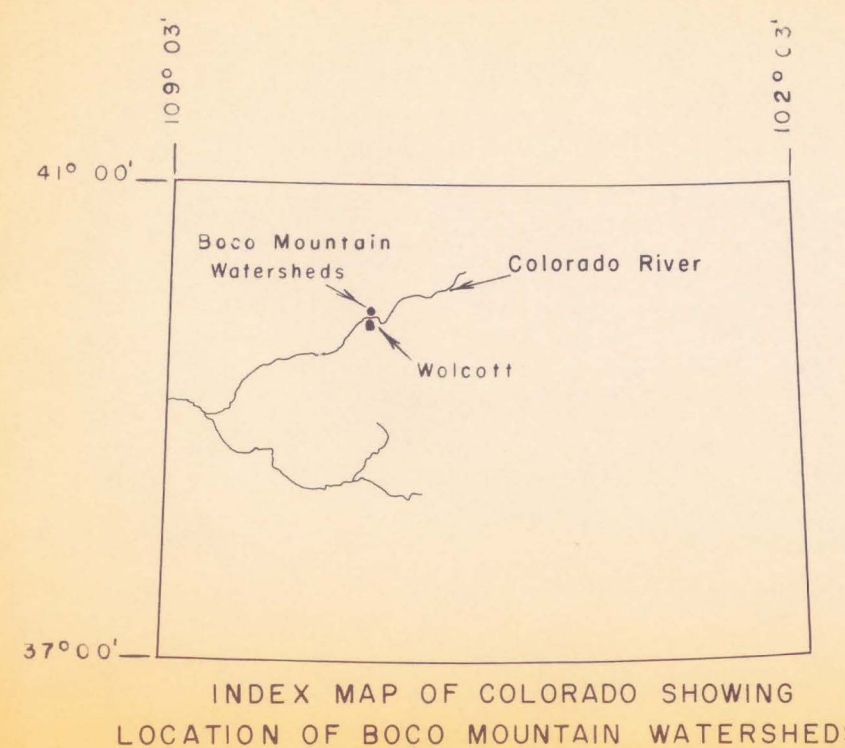 109° 03'
102° 03'
41° 00'
Boco Mountain
Watersheds
Colorado River
Wolcott
37° 00'
INDEX MAP OF COLORADO SHOWING
LOCATION OF BOCO MOUNTAIN WATERSHED